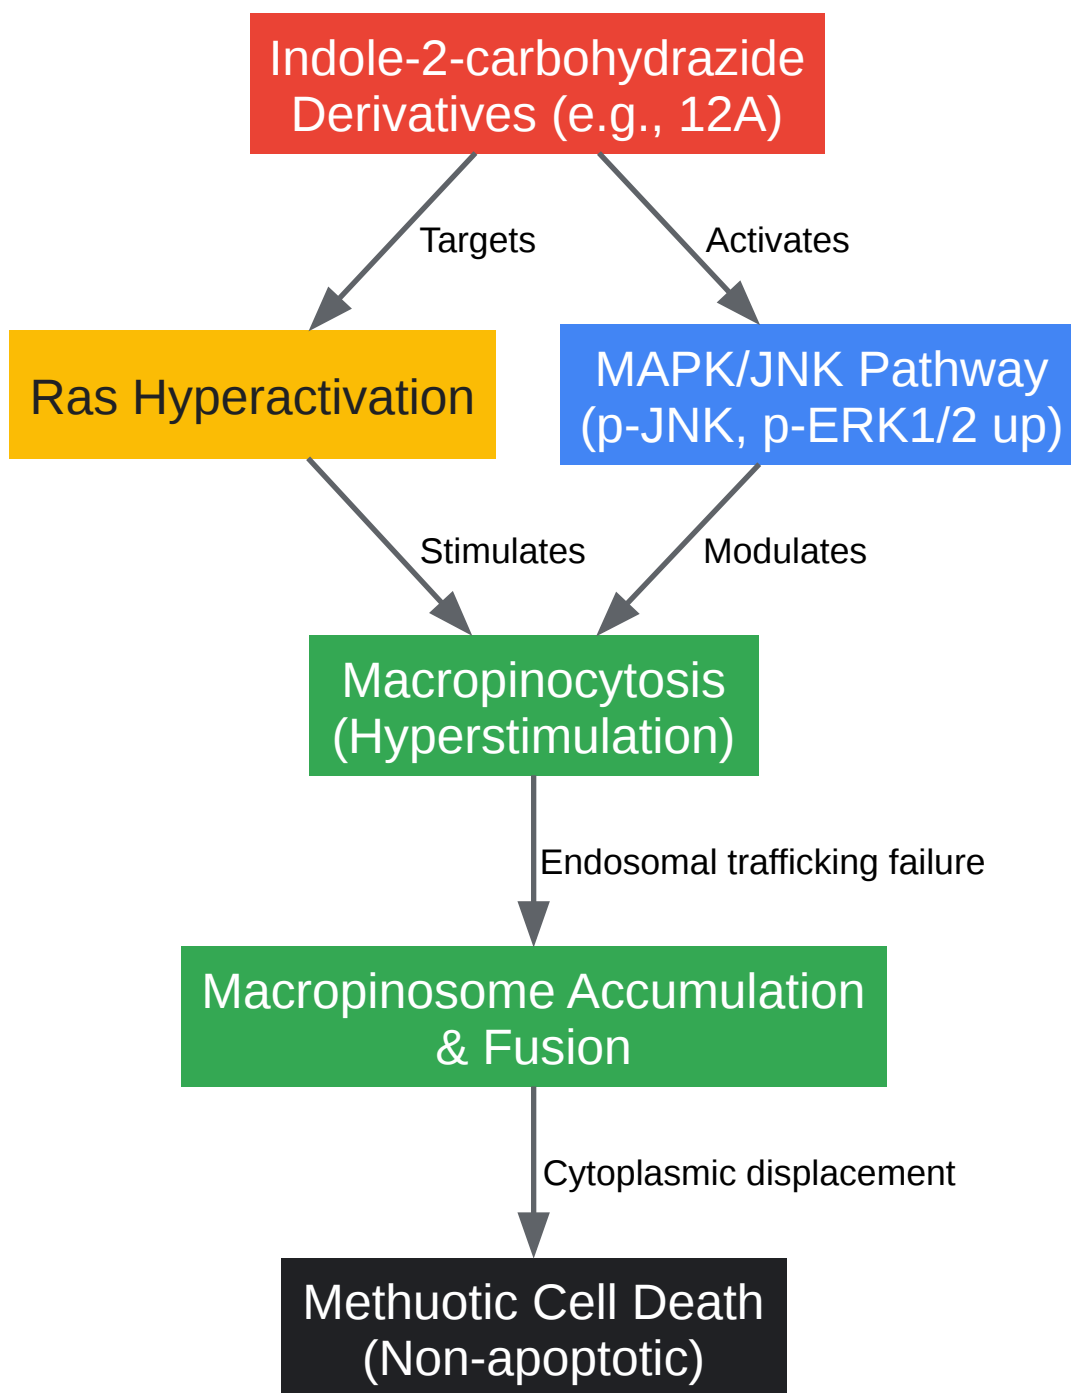 Indole-2-carbohydrazide
Derivatives (e.g., 12A)
Targets
Activates
Ras Hyperactivation
MAPK/JNK Pathway
(p-JNK, p-ERK1/2 up)
Stimulates
Modulates
Macropinocytosis
(Hyperstimulation)
Endosomal trafficking failure
Macropinosome Accumulation
& Fusion
Cytoplasmic displacement
Methuotic Cell Death
(Non-apoptotic)